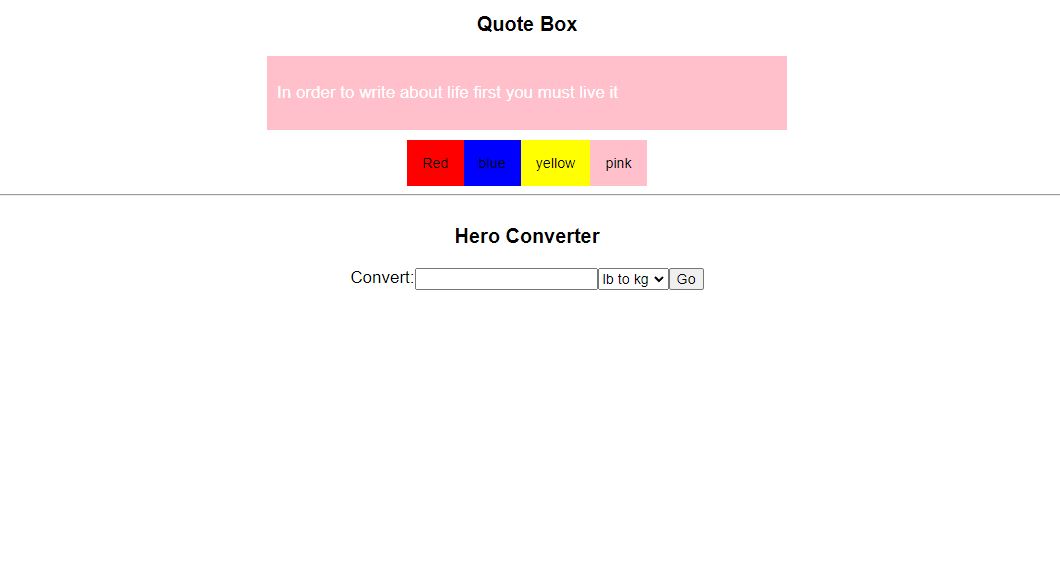 Quote Box
In order to write about life first you must live it
Red blue yellow pink
Hero Converter
Convert: lb to kg Go